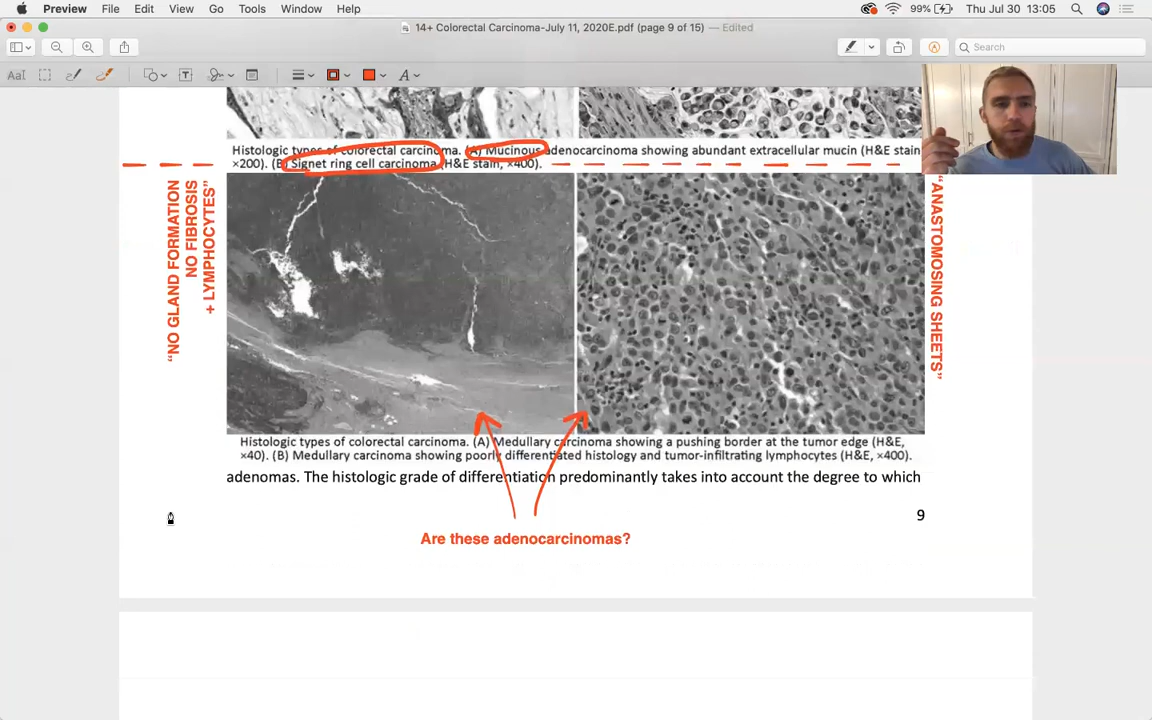 Preview File Edit View Go Tools Window Help 99% Thu Jul 30 13:05
14+ Colorectal Carcinoma-July 11, 2020E.pdf (page 9 of 15) — Edited
Search
AaI T A
Histologic types of colorectal carcinoma. (A) Mucinous adenocarcinoma showing abundant extracellular mucin (H&E stain
×200). (B) Signet ring cell carcinoma (H&E stain, ×400).
"NO GLAND FORMATION
NO FIBROSIS
+ LYMPHOCYTES"
"ANASTOMOSING SHEETS"
Histologic types of colorectal carcinoma. (A) Medullary carcinoma showing a pushing border at the tumor edge (H&E,
×40). (B) Medullary carcinoma showing poorly differentiated histology and tumor-infiltrating lymphocytes (H&E, ×400).
adenomas. The histologic grade of differentiation predominantly takes into account the degree to which
9
Are these adenocarcinomas?